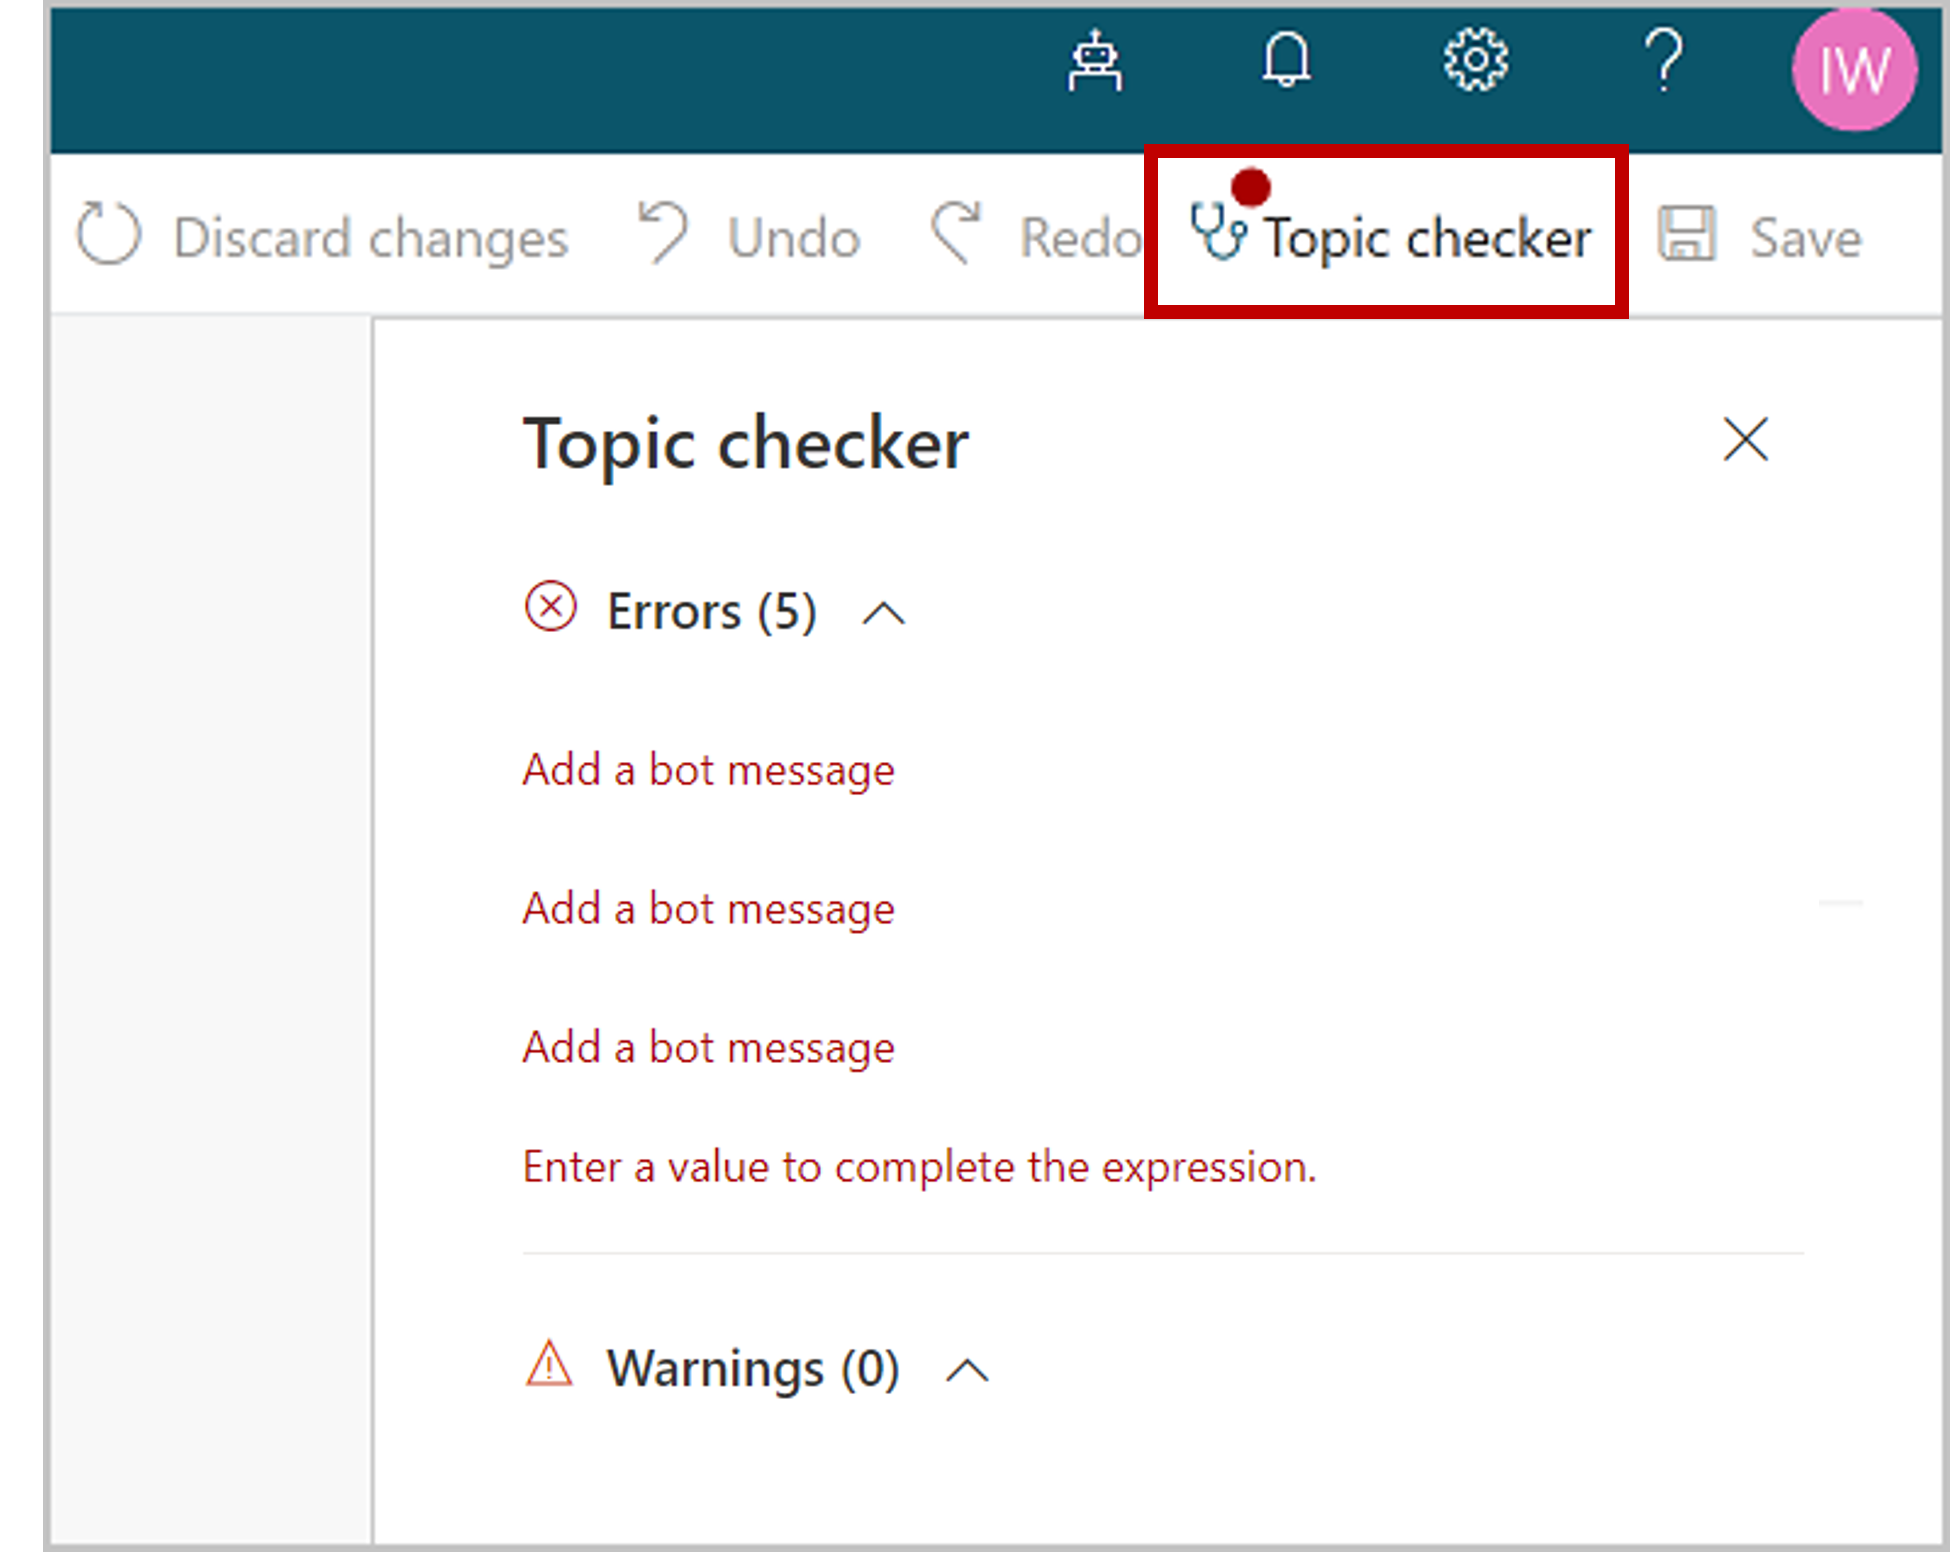 IW
Discard changes Undo Redo Topic checker Save
Topic checker
Errors (5)
Add a bot message
Add a bot message
Add a bot message
Enter a value to complete the expression.
Warnings (0)